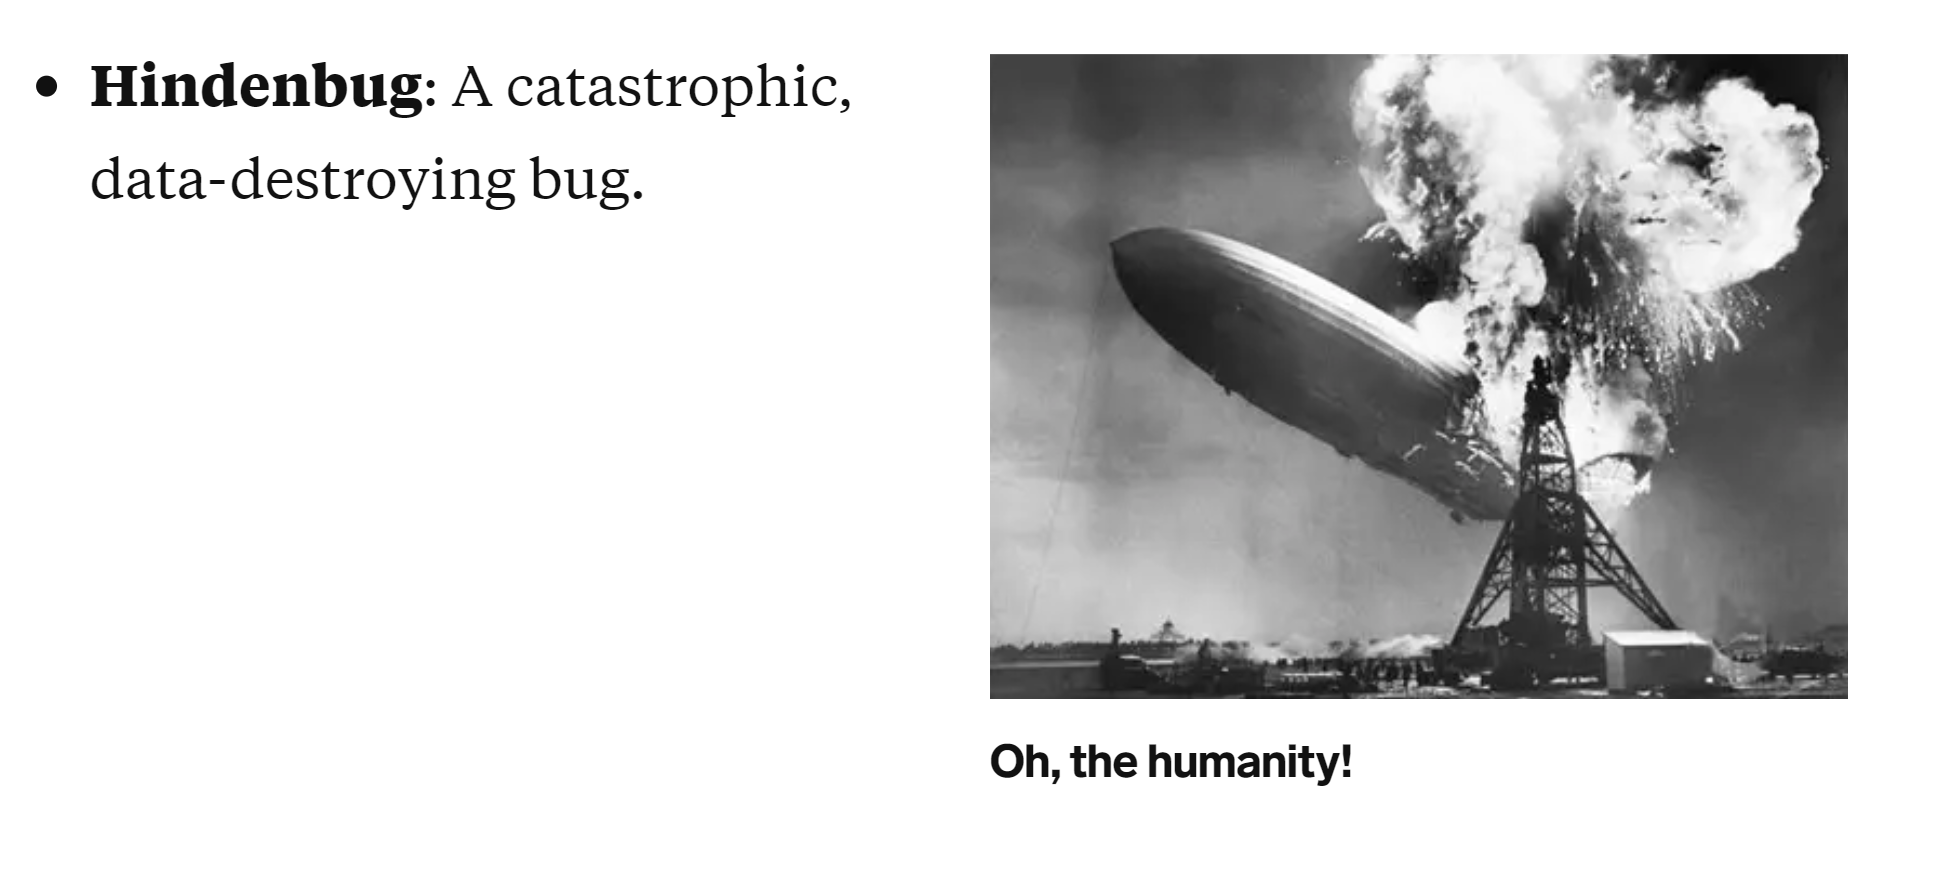 • Hindenbug: A catastrophic,
data-destroying bug.
Oh, the humanity!